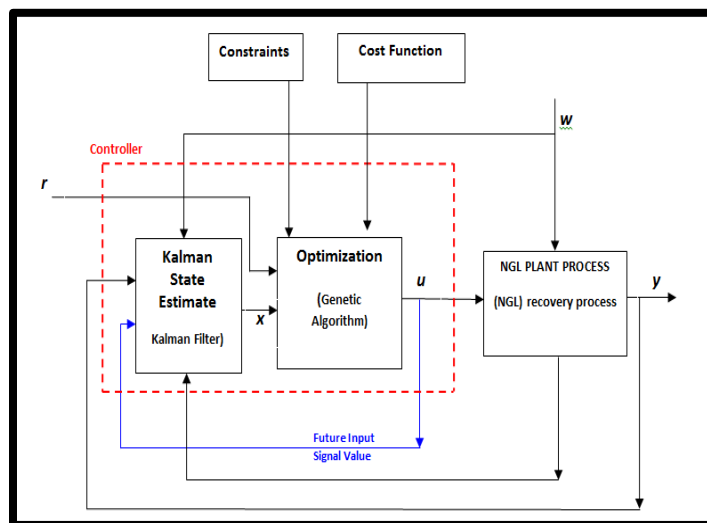 Constraints
Cost Function
w
Controller
r
Kalman
State
Estimate
Kalman Filter)
x
Optimization
(Genetic
Algorithm)
u
NGL PLANT PROCESS
(NGL) recovery process
y
Future Input
Signal Value